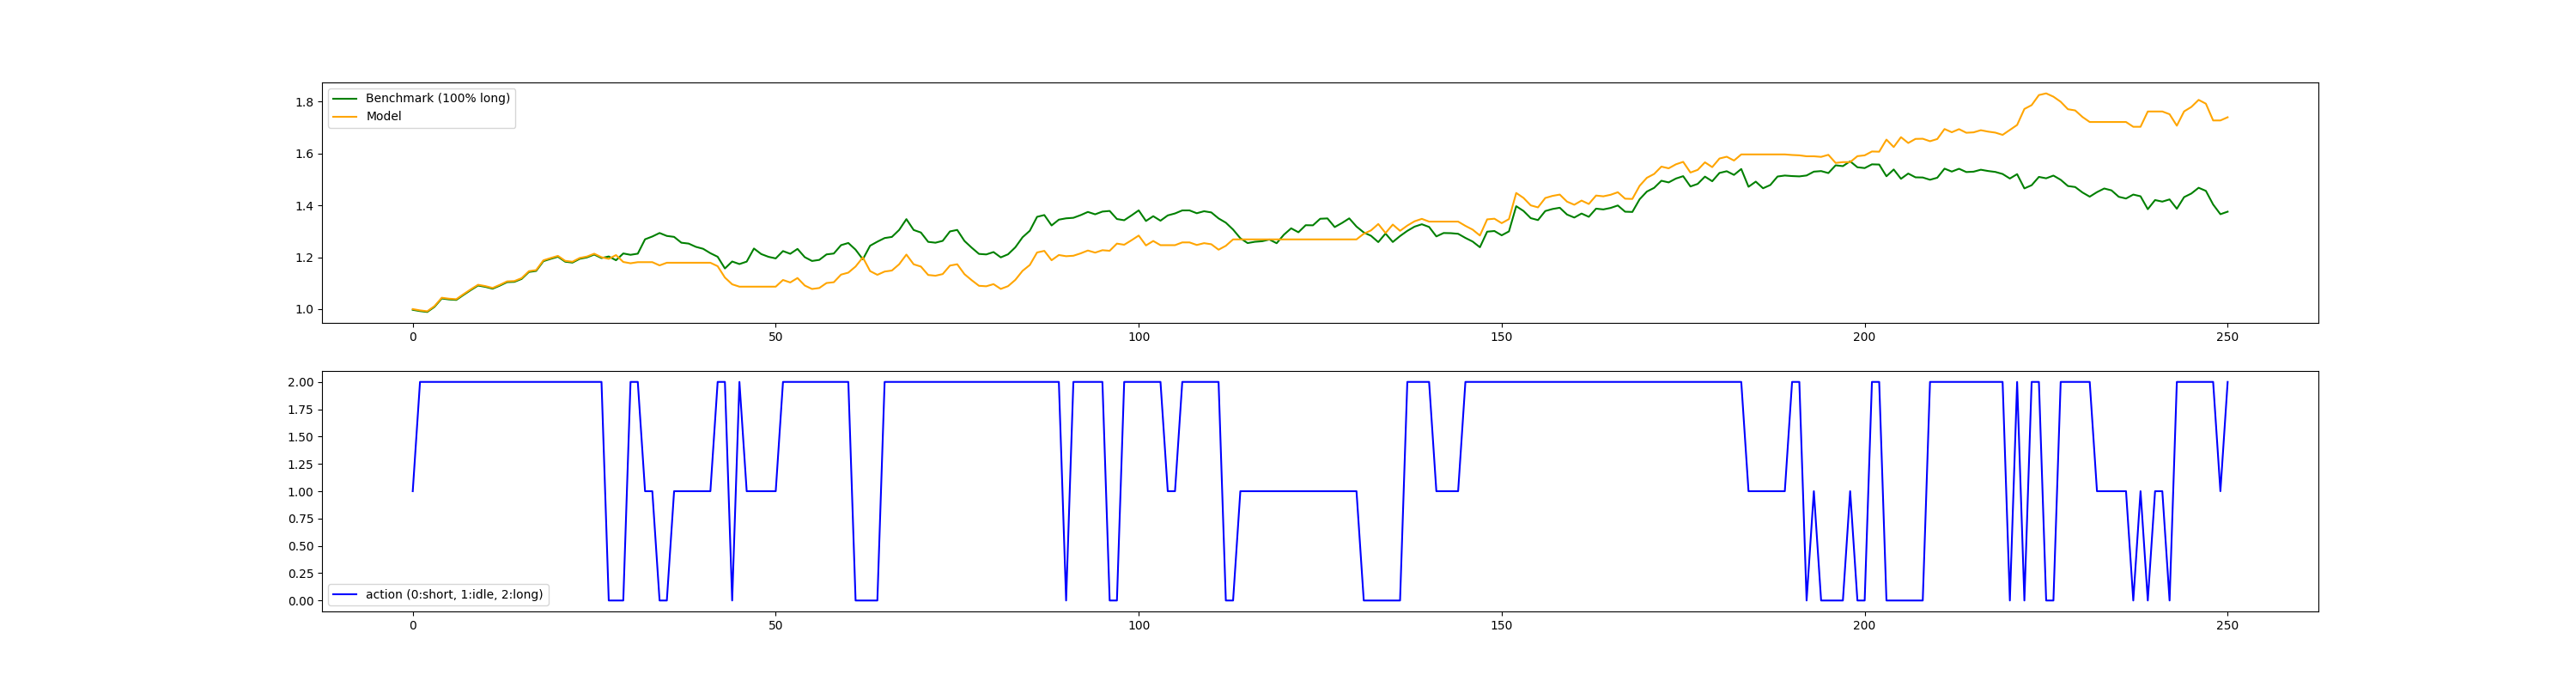 Benchmark (100% long)
Model
1.8
1.6
1.4
1.2
1.0
0 50 100 150 200 250
2.00
1.75
1.50
1.25
1.00
0.75
0.50
0.25
0.00
action (0:short, 1:idle, 2:long)
0 50 100 150 200 250